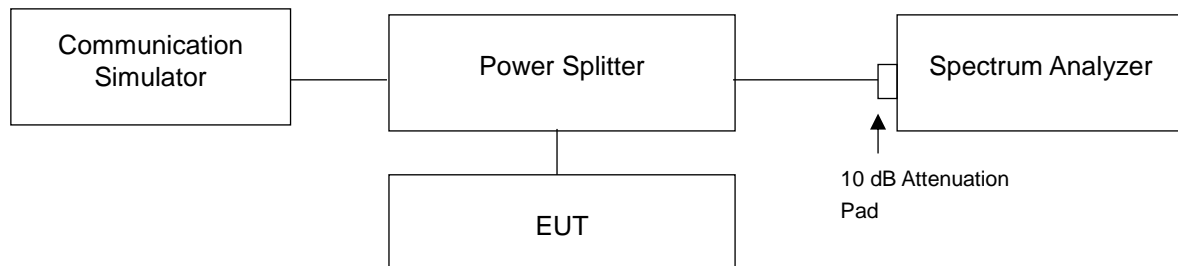 Communication
Simulator
Power Splitter
Spectrum Analyzer
10 dB Attenuation
Pad
EUT